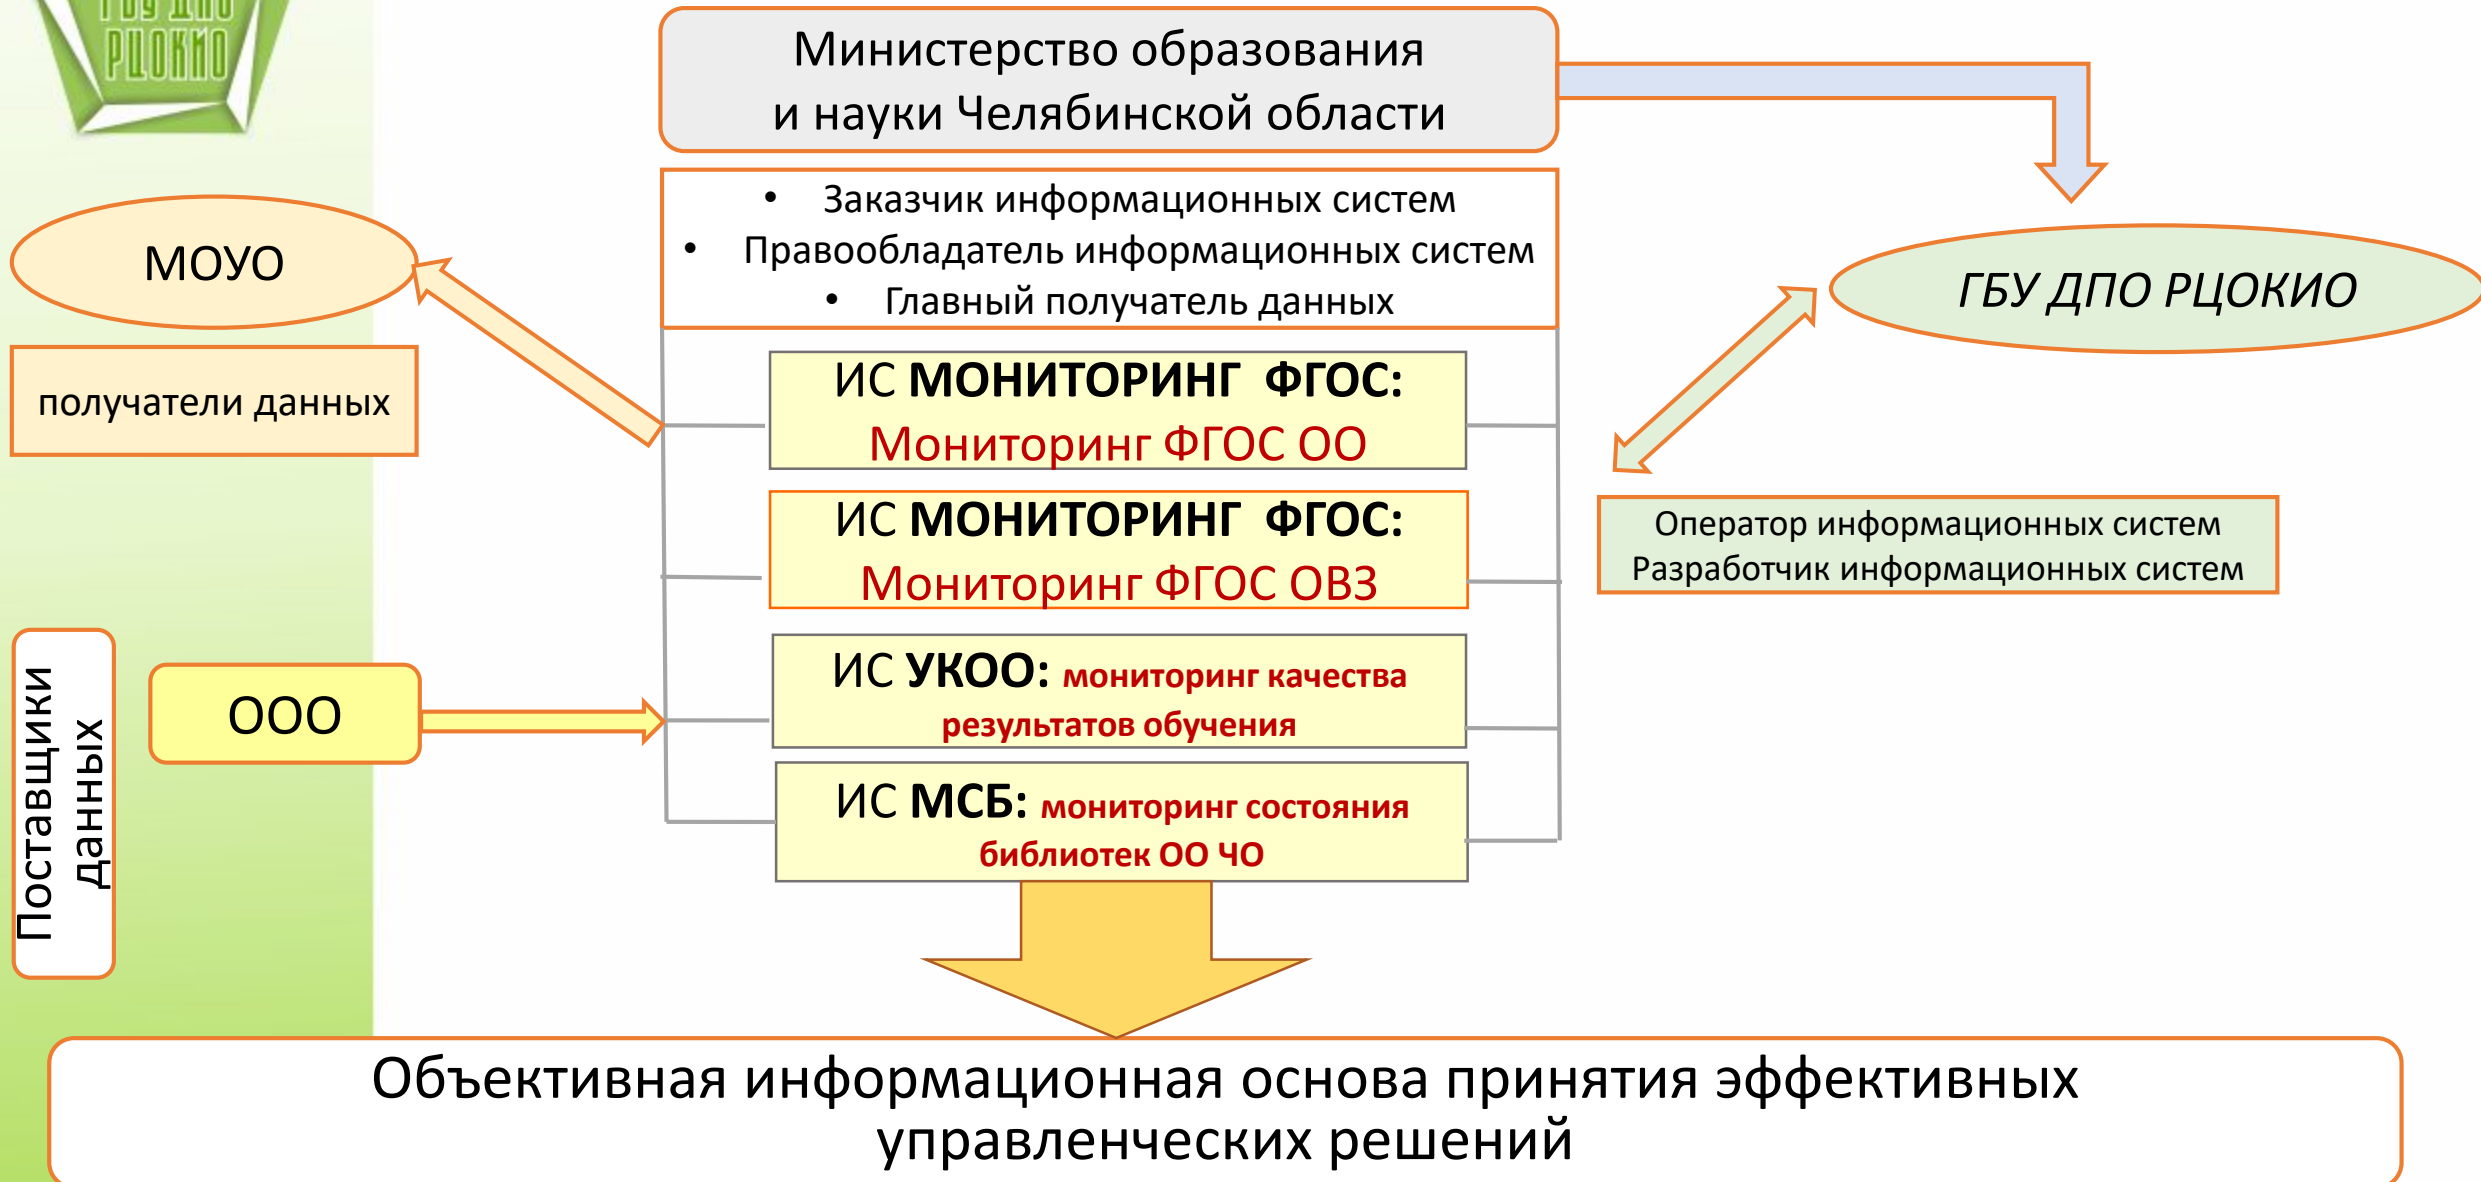 ГБУ ДПО
РЦОКИО
Министерство образования
и науки Челябинской области
• Заказчик информационных систем
• Правообладатель информационных систем
• Главный получатель данных
МОУО
получатели данных
ГБУ ДПО РЦОКИО
Оператор информационных систем
Разработчик информационных систем
ИС МОНИТОРИНГ ФГОС:
Мониторинг ФГОС ОО
ИС МОНИТОРИНГ ФГОС:
Мониторинг ФГОС ОВЗ
Поставщики
данных
ООО
ИС УКОО: мониторинг качества
результатов обучения
ИС МСБ: мониторинг состояния
библиотек ОО ЧО
Объективная информационная основа принятия эффективных
управленческих решений